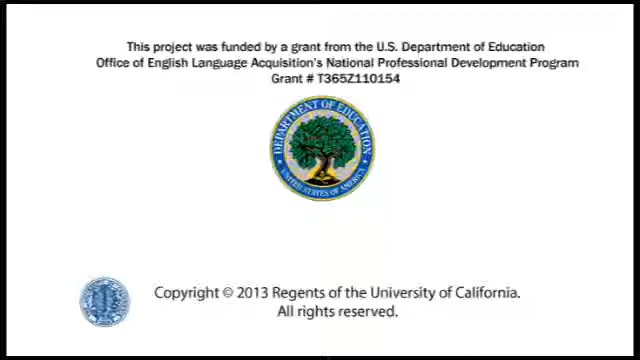 This project was funded by a grant from the U.S. Department of Education
Office of English Language Acquisition's National Professional Development Program
Grant # T365Z110154
DEPARTMENT OF EDUCATION
UNITED STATES OF AMERICA
Copyright © 2013 Regents of the University of California.
All rights reserved.